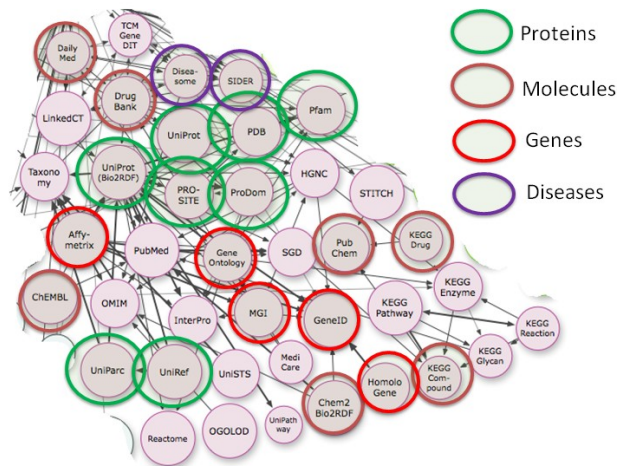 TCM
Gene
DIT
Daily
Med
Disea-
some
SIDER
Drug
Bank
Pfam
LinkedCT
UniProt
PDB
Taxono
my
UniProt
(Bio2RDF)
PRO-
SITE
ProDom
HGNC
STITCH
Affy-
metrix
PubMed
Gene
Ontology
SGD
Pub
Chem
KEGG
Drug
ChEMBL
OMIM
InterPro
MGI
GeneID
KEGG
Pathway
KEGG
Enzyme
KEGG
Reaction
UniParc
UniRef
UniSTS
Medi
Care
KEGG
Glycan
Chem2
Bio2RDF
Homolo
Gene
KEGG
Com-
pound
Reactome
OGOLOD
UniPath
way
Proteins
Molecules
Genes
Diseases